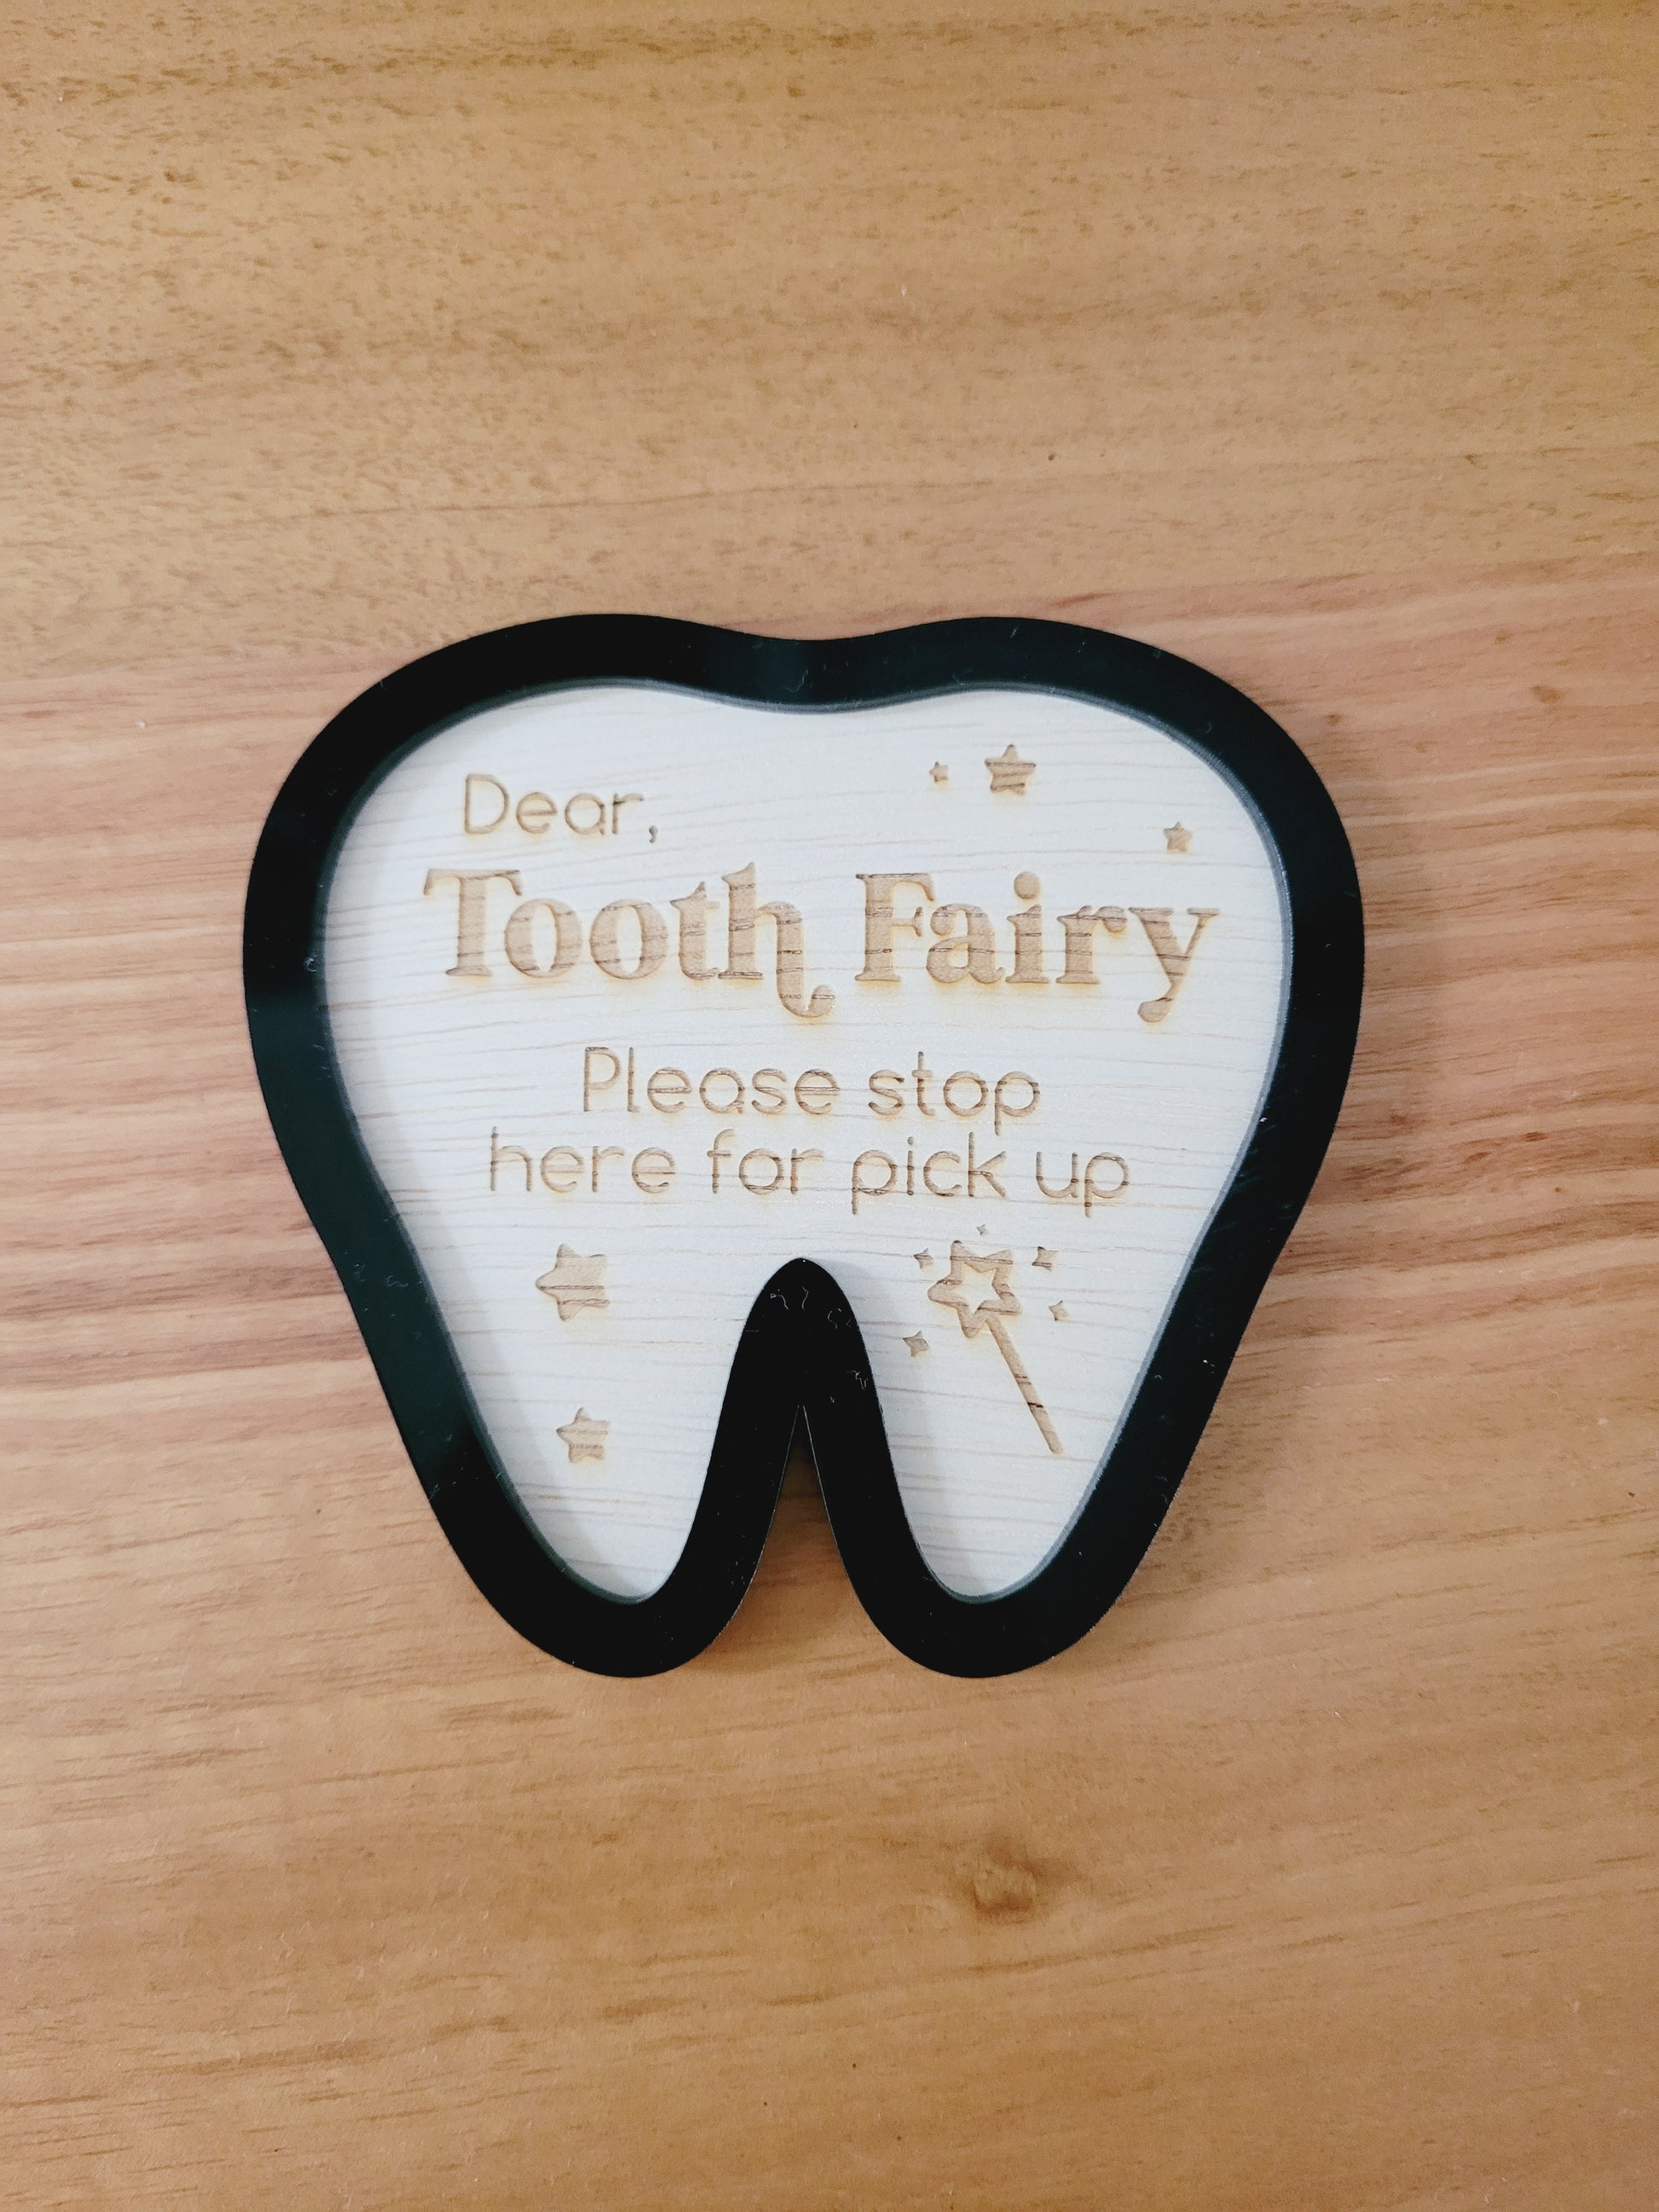 Dear,
Tooth Fairy
Please stop
here for pick up